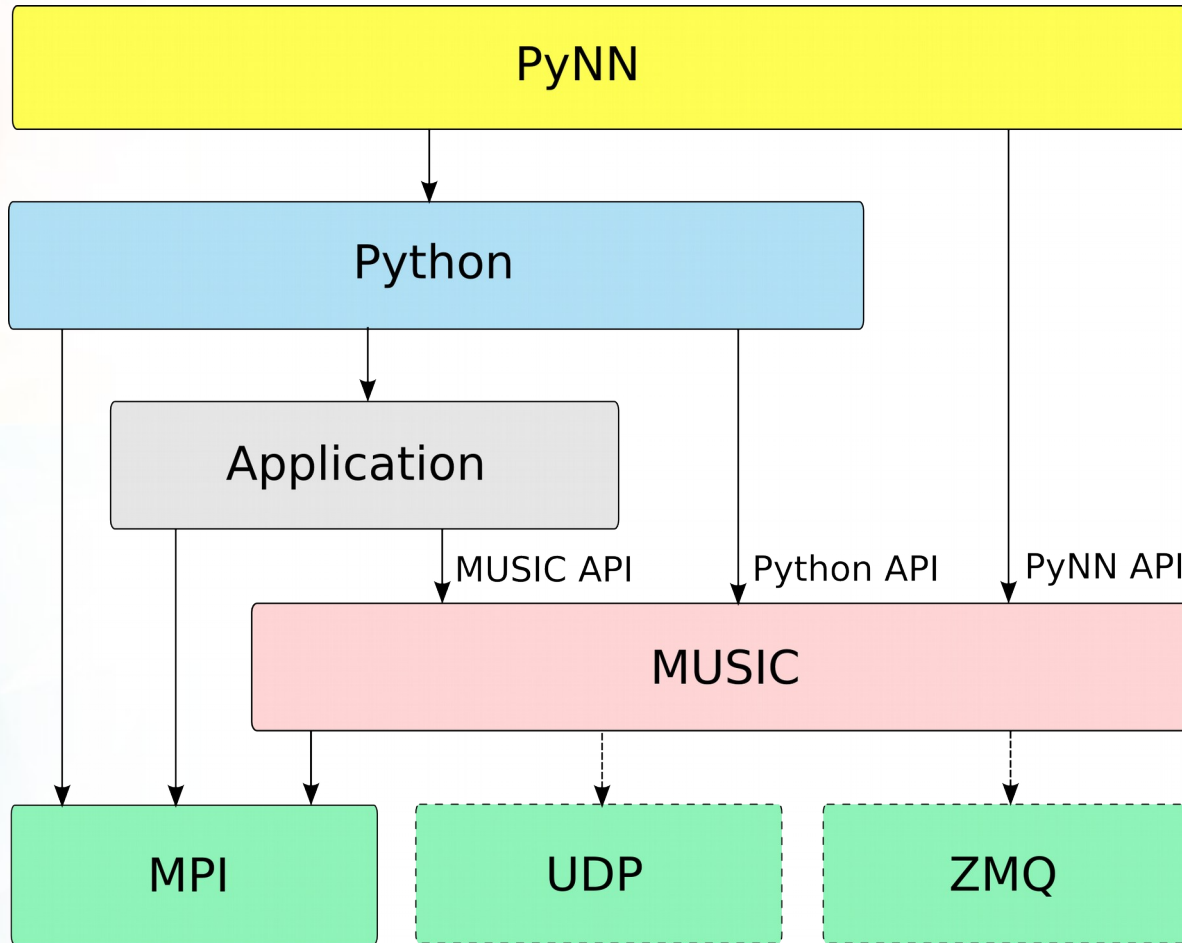 PyNN
Python
Application
MUSIC API
Python API
PyNN API
MUSIC
MPI
UDP
ZMQ